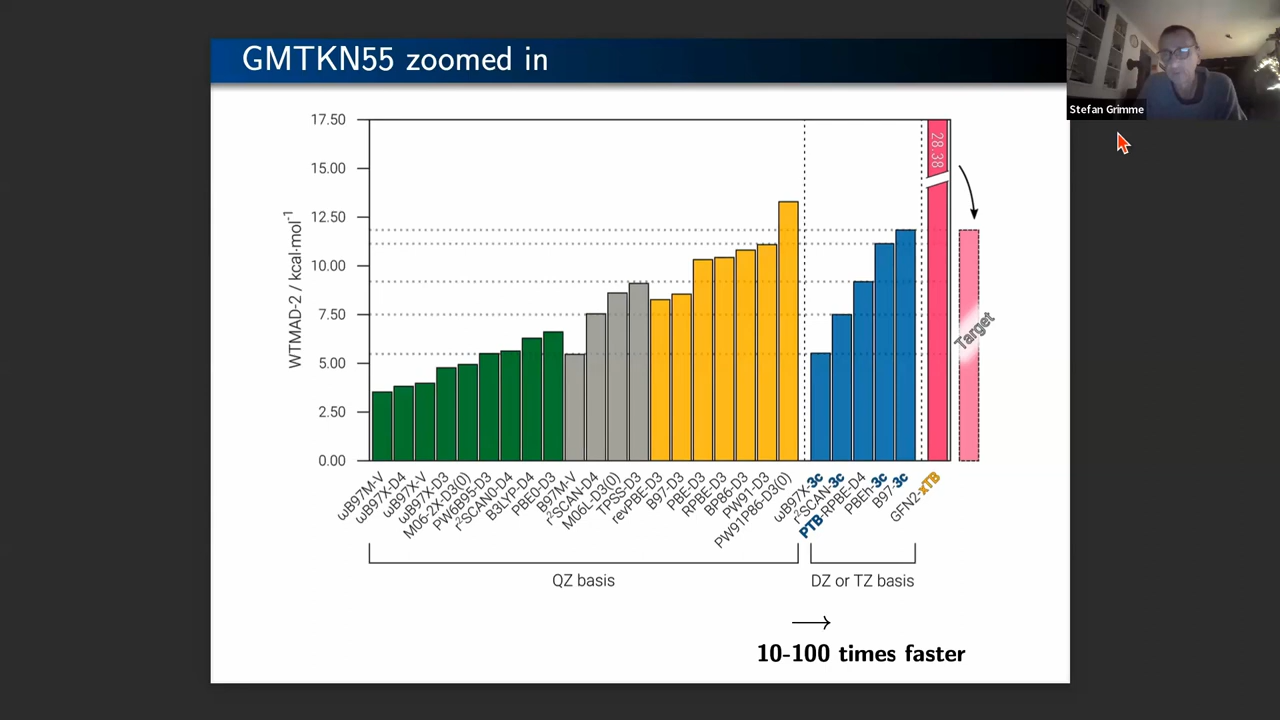 GMTKN55 zoomed in
Stefan Grimme
WTMAD-2 / kcal·mol⁻¹
17.50
15.00
12.50
10.00
7.50
5.00
2.50
0.00
28.38
Target
ωB97M-V
ωB97X-D4
ωB97X-V
ωB97X-D3
M06-2X-D3(0)
PW6B95-D3
r²SCAN0-D4
B3LYP-D4
PBE0-D3
B97M-V
r²SCAN-D4
M06L-D3(0)
TPSS-D3
revPBE-D3
B97-D3
PBE-D3
RPBE-D3
BP86-D3
PW91-D3
PW91P86-D3(0)
ωB97X-3c
r²SCAN-3c
PTB-RPBE-D4
PBEh-3c
B97-3c
GFN2-xTB
QZ basis
DZ or TZ basis
→
10-100 times faster